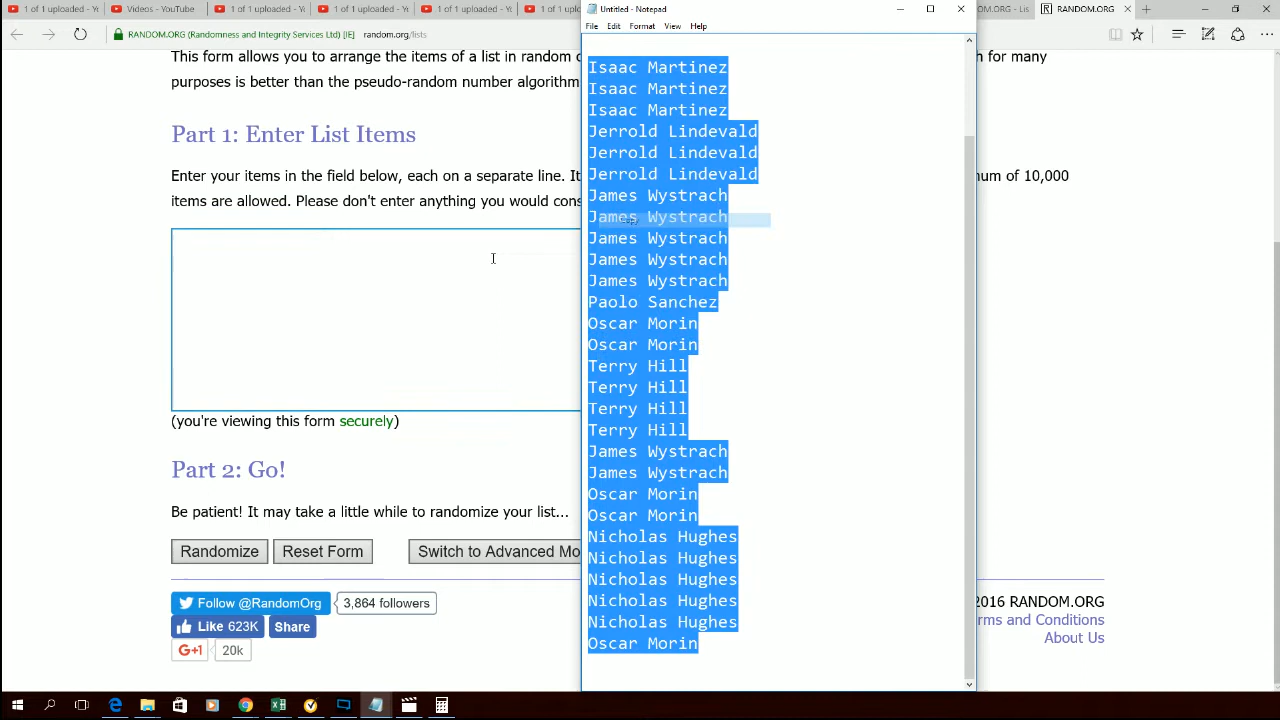 1 of 1 uploaded - Yo
Videos - YouTube
1 of 1 uploaded - Yo
1 of 1 uploaded - Yo
1 of 1 uploaded - Yo
1 of 1
Untitled - Notepad
OM.ORG - Lis
RANDOM.ORG
RANDOM.ORG (Randomness and Integrity Services Ltd) [IE] random.org/lists
File Edit Format View Help
This form allows you to arrange the items of a list in random
h for many
purposes is better than the pseudo-random number algorithm
Part 1: Enter List Items
Enter your items in the field below, each on a separate line. It
num of 10,000
items are allowed. Please don't enter anything you would cons
(you're viewing this form securely)
Part 2: Go!
Be patient! It may take a little while to randomize your list...
Randomize Reset Form Switch to Advanced Mo
Follow @RandomOrg 3,864 followers
Like 623K Share
G+1 20k
2016 RANDOM.ORG
rms and Conditions
About Us
Isaac Martinez
Isaac Martinez
Isaac Martinez
Jerrold Lindevald
Jerrold Lindevald
Jerrold Lindevald
James Wystrach
James Wystrach
James Wystrach
James Wystrach
James Wystrach
Paolo Sanchez
Oscar Morin
Oscar Morin
Terry Hill
Terry Hill
Terry Hill
Terry Hill
James Wystrach
James Wystrach
Oscar Morin
Oscar Morin
Nicholas Hughes
Nicholas Hughes
Nicholas Hughes
Nicholas Hughes
Nicholas Hughes
Oscar Morin